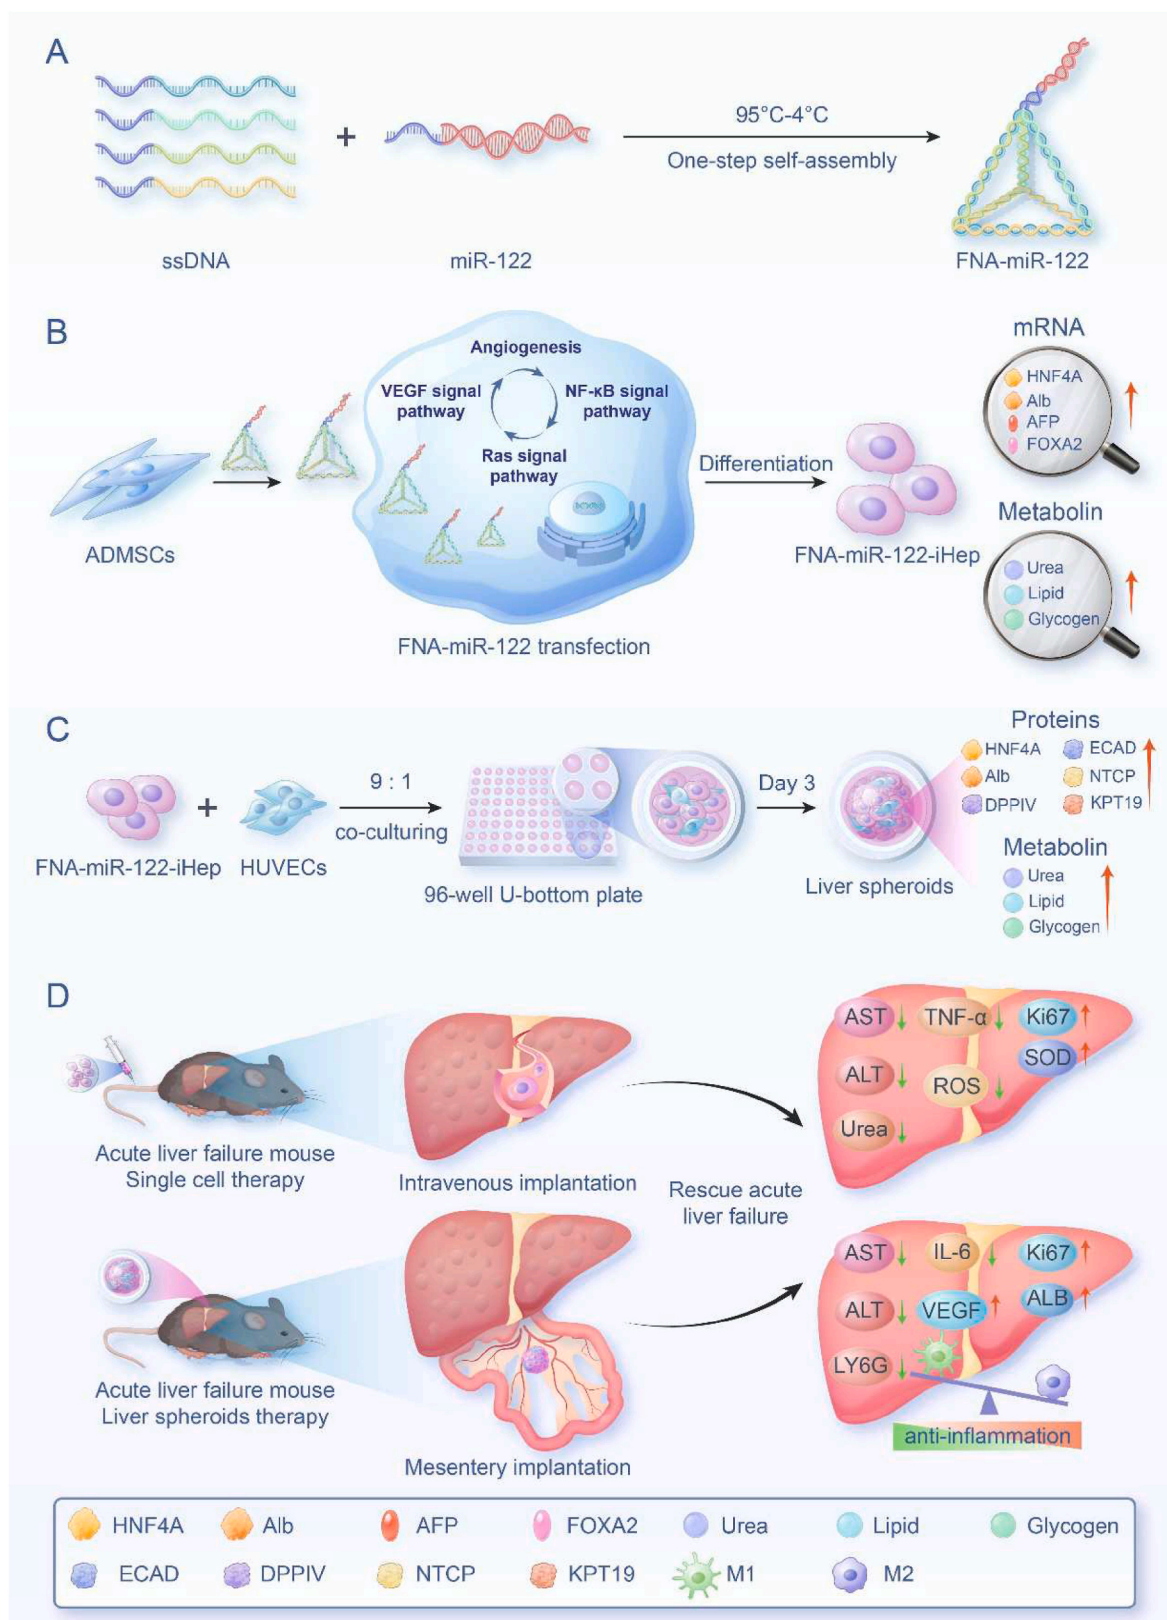 A
95°C-4°C
+
One-step self-assembly
ssDNA
miR-122
FNA-miR-122
B
mRNA
Angiogenesis
VEGF signal
pathway
NF-κB signal
pathway
Ras signal
pathway
HNF4A
Alb
AFP
FOXA2
Differentiation
Metabolin
ADMSCs
FNA-miR-122-iHep
Urea
Lipid
Glycogen
FNA-miR-122 transfection
C
Proteins
HNF4A
ECAD
Alb
NTCP
DPPIV
KPT19
9 : 1
Day 3
+
co-culturing
Metabolin
Urea
Lipid
Glycogen
FNA-miR-122-iHep
HUVECs
96-well U-bottom plate
Liver spheroids
D
AST
TNF-α
Ki67
SOD
ALT
ROS
Urea
Acute liver failure mouse
Single cell therapy
Intravenous implantation
Rescue acute
liver failure
AST
IL-6
Ki67
ALT
VEGF
ALB
LY6G
Acute liver failure mouse
Liver spheroids therapy
anti-inflammation
Mesentery implantation
HNF4A
Alb
AFP
FOXA2
Urea
Lipid
Glycogen
ECAD
DPPIV
NTCP
KPT19
M1
M2